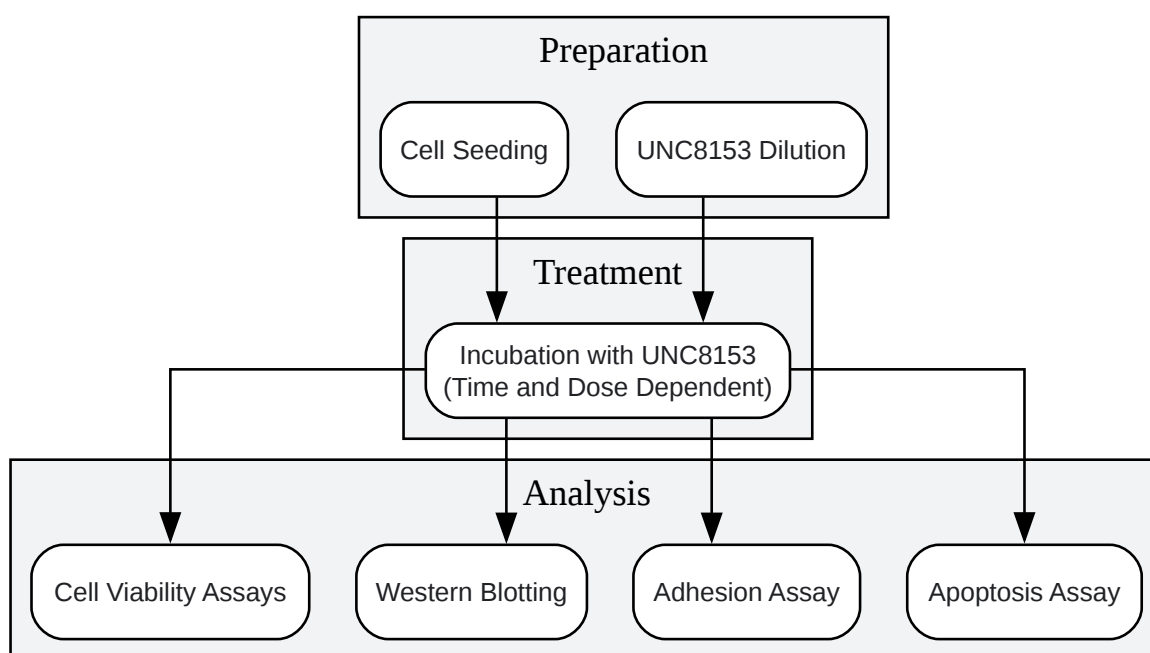 Preparation
Cell Seeding
UNC8153 Dilution
Treatment
Incubation with UNC8153
(Time and Dose Dependent)
Analysis
Cell Viability Assays
Western Blotting
Adhesion Assay
Apoptosis Assay